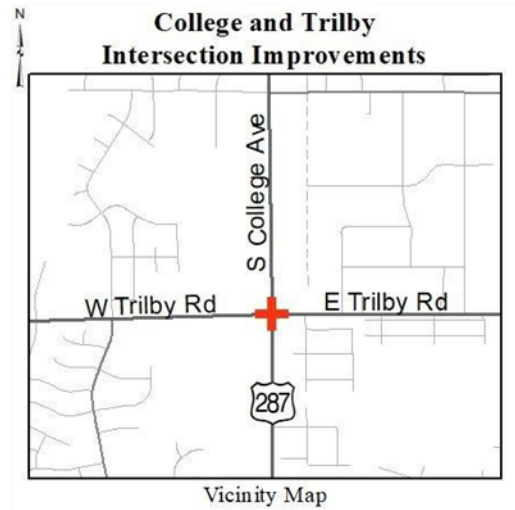 N
College and Trilby
Intersection Improvements
S College Ave
W Trilby Rd
E Trilby Rd
287
Vicinity Map